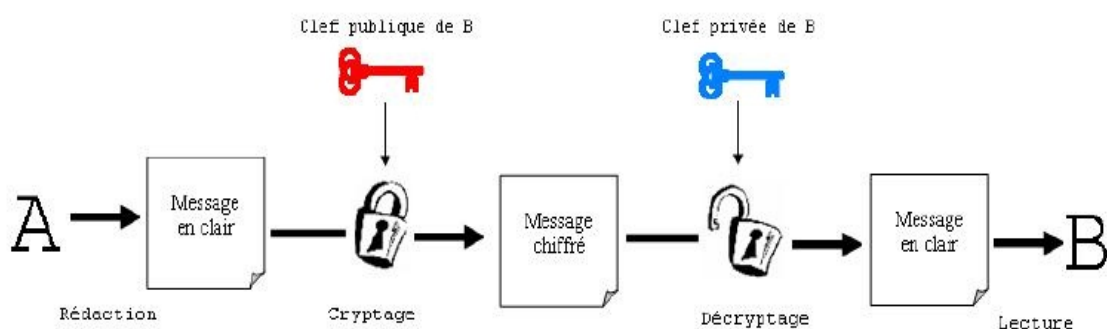 Clef publique de B
Clef privée de B
A
Message
en clair
Message
chiffré
Message
en clair
B
Rédaction
Cryptage
Décryptage
Lecture